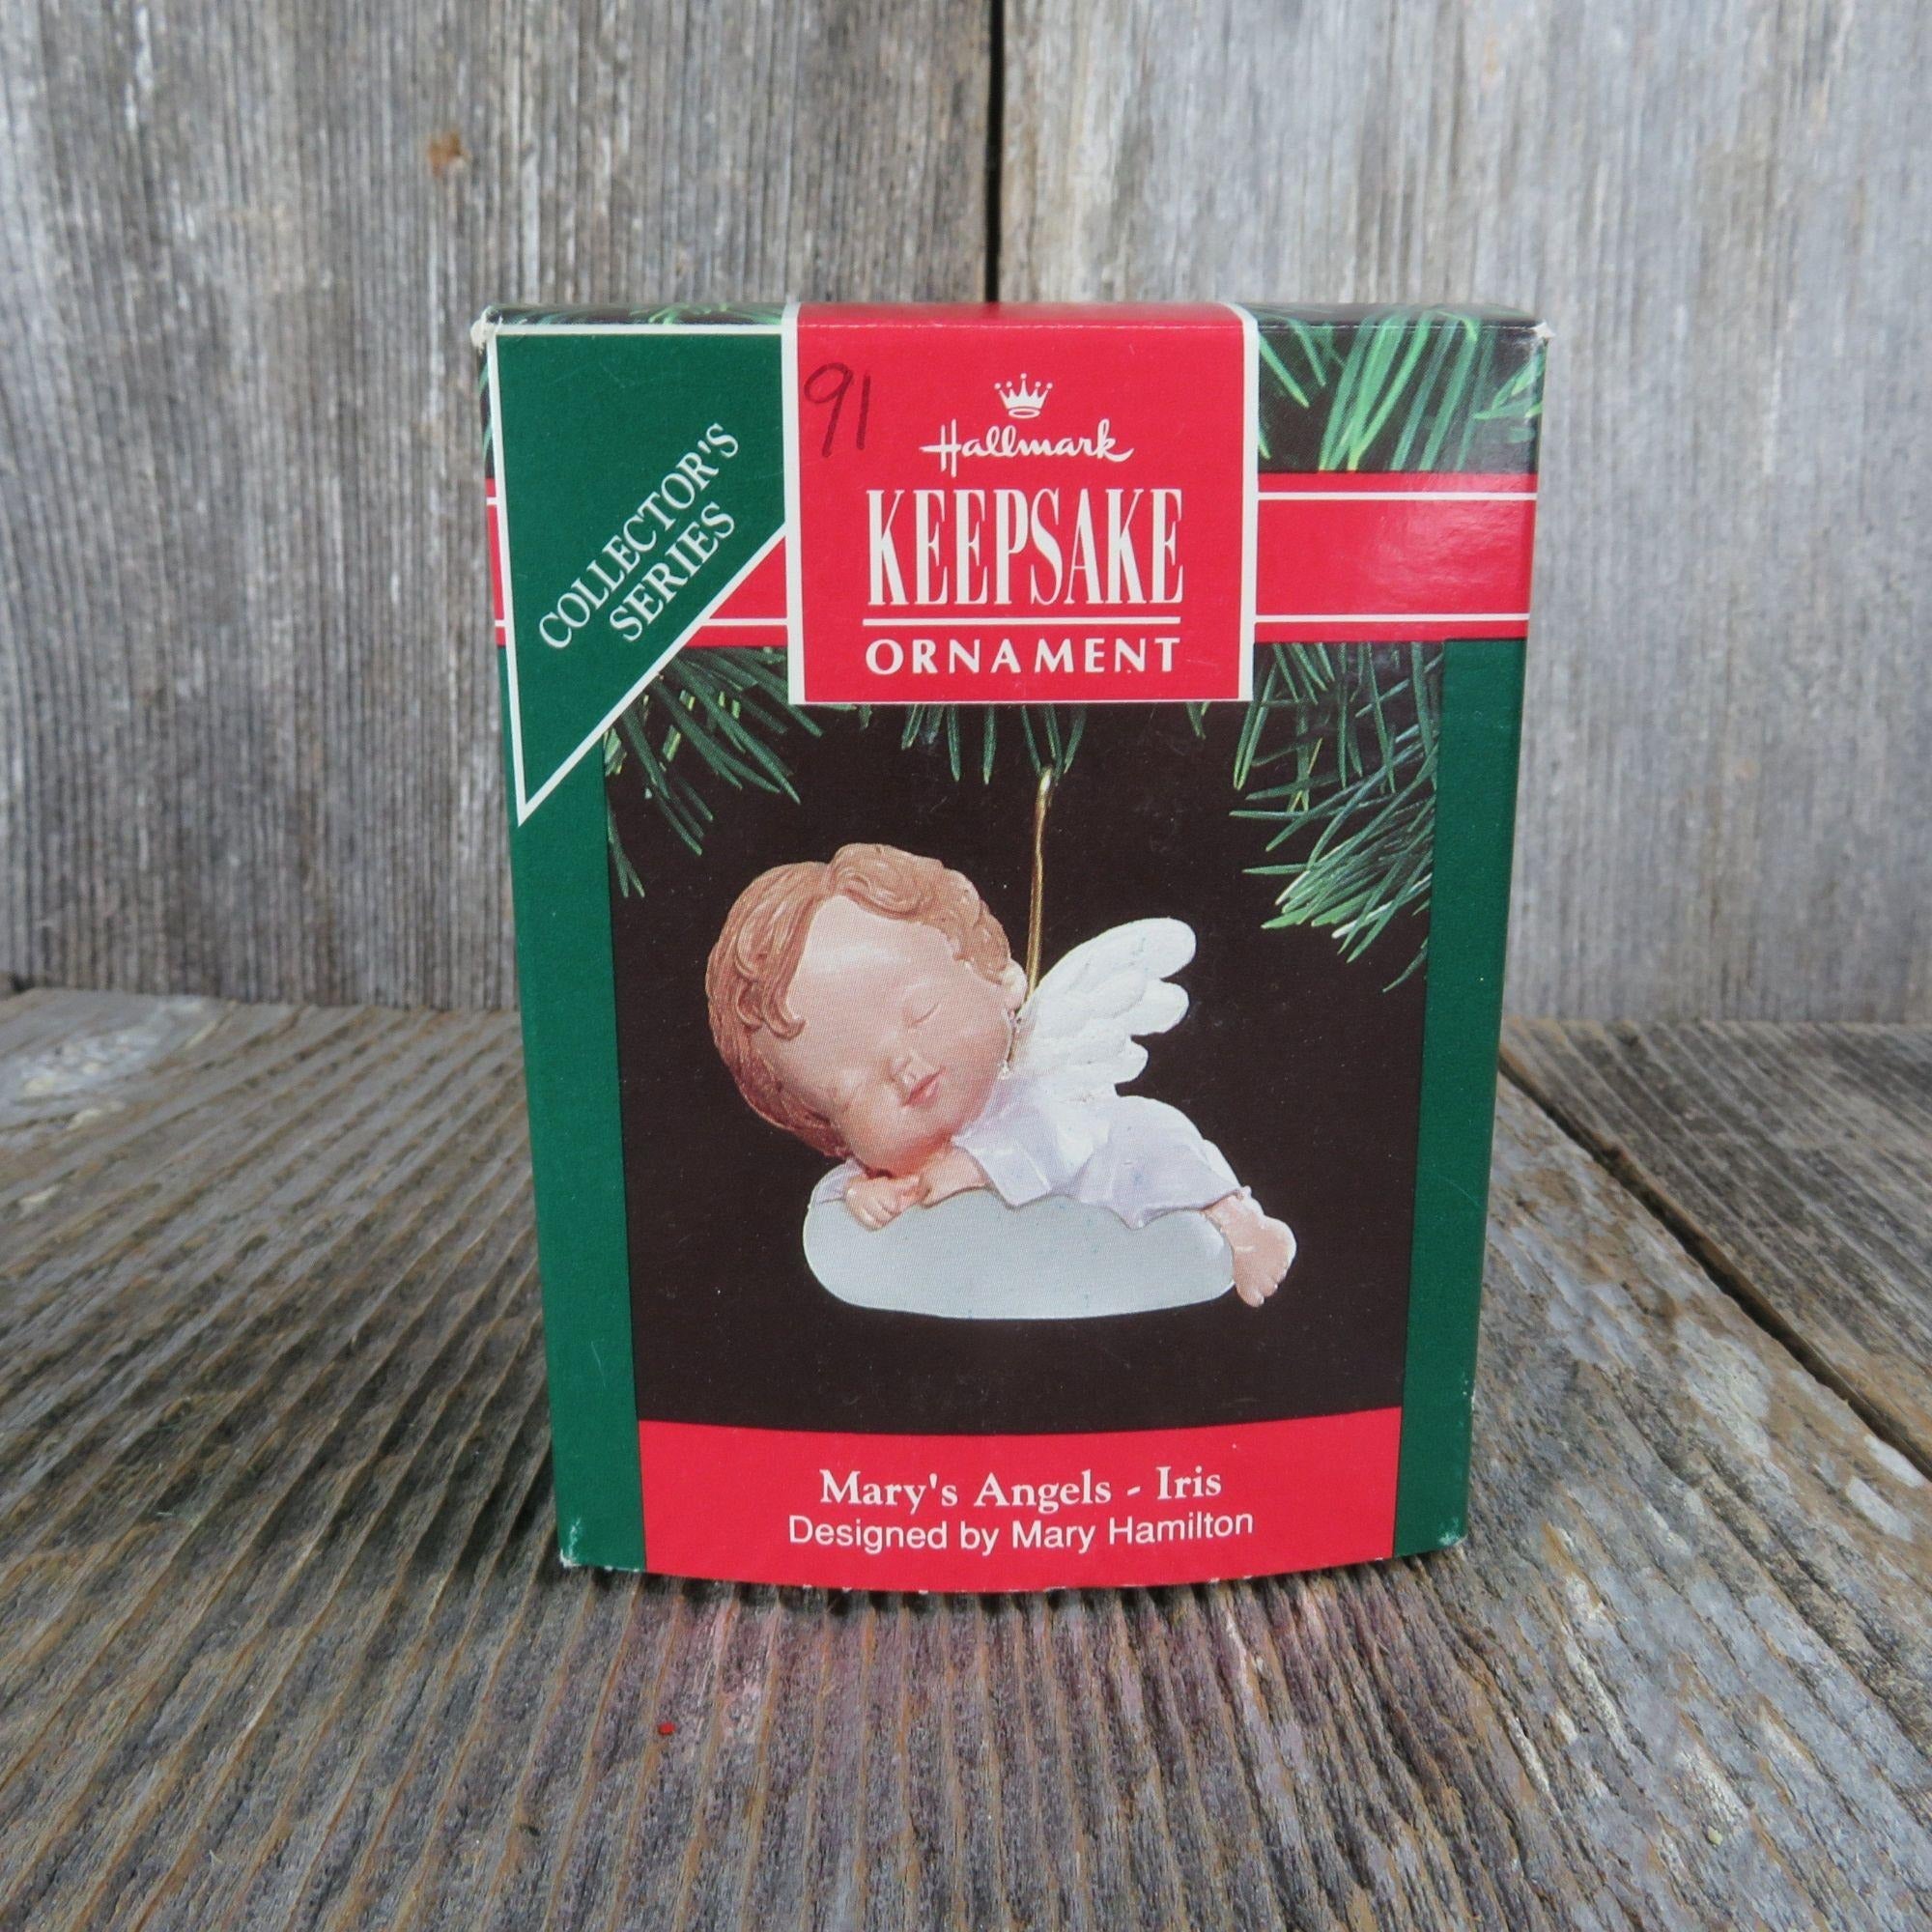 COLLECTOR'S
SERIES
91
Hallmark
KEEPSAKE
ORNAMENT
Mary's Angels - Iris
Designed by Mary Hamilton